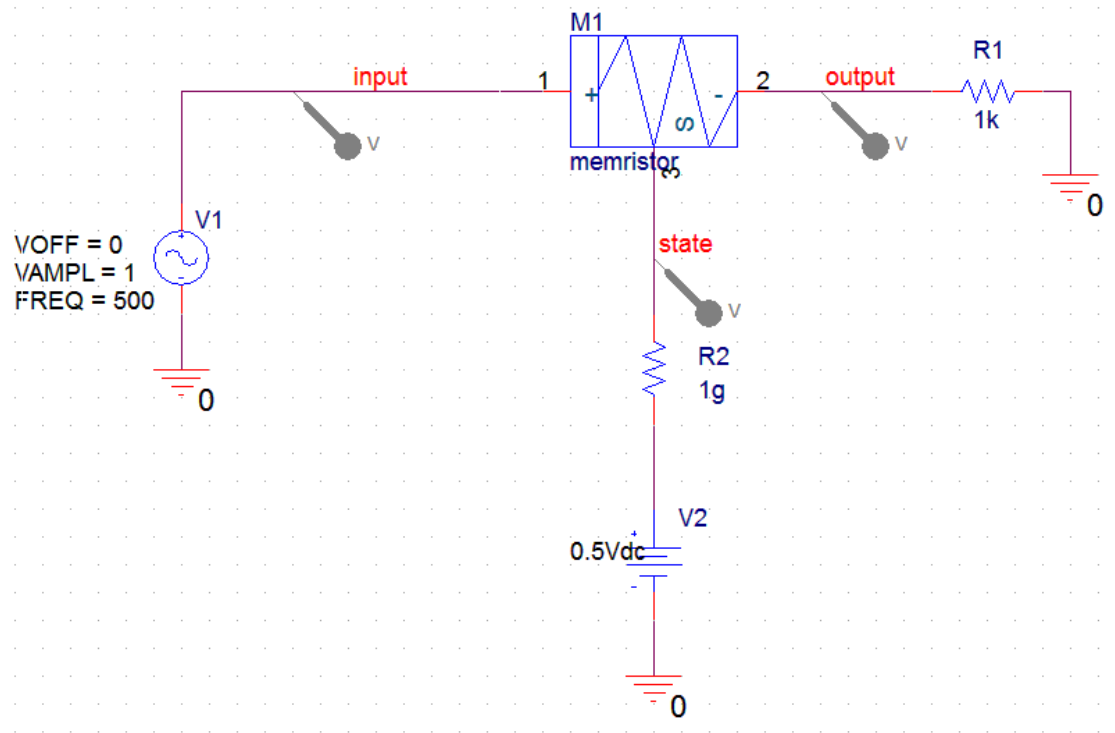 M1
R1
input
1
+
-
S
2
output
1k
V
V
memristor
3
0
V1
VOFF = 0
VAMPL = 1
FREQ = 500
+
-
state
V
R2
1g
0
V2
+
0.5Vdc
-
0